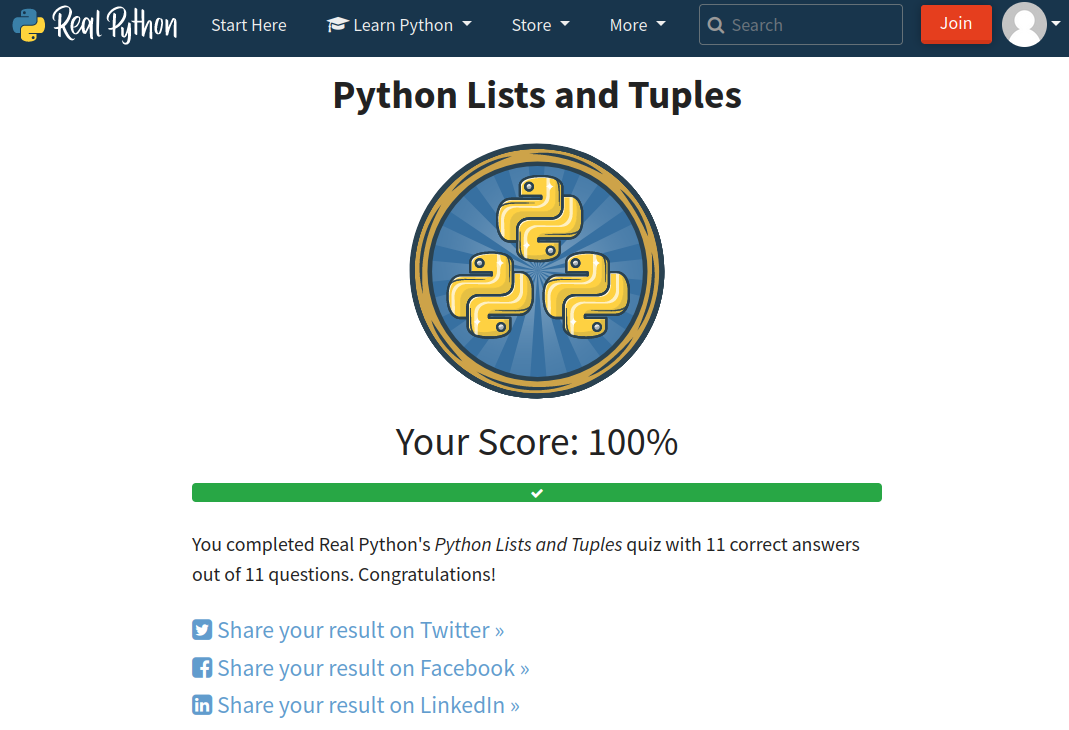 Real Python Start Here Learn Python Store More Search Join
Python Lists and Tuples
Your Score: 100%
You completed Real Python's Python Lists and Tuples quiz with 11 correct answers
out of 11 questions. Congratulations!
Share your result on Twitter »
Share your result on Facebook »
in Share your result on LinkedIn »